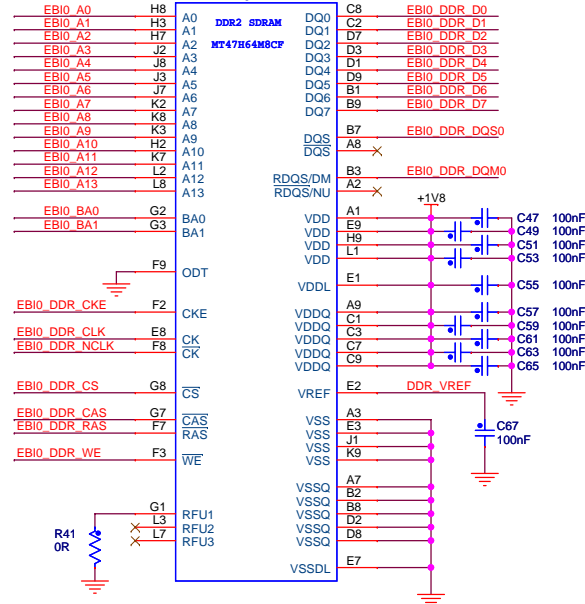 EBI0_A0 H8 A0 DDR2 SDRAM DQ0 C8 EBI0_DDR_D0
EBI0_A1 H3 A1 DQ1 C2 EBI0_DDR_D1
EBI0_A2 H7 A2 MT47H64M8CF DQ2 D7 EBI0_DDR_D2
EBI0_A3 J2 A3 DQ3 D3 EBI0_DDR_D3
EBI0_A4 J8 A4 DQ4 D1 EBI0_DDR_D4
EBI0_A5 J3 A5 DQ5 D9 EBI0_DDR_D5
EBI0_A6 J7 A6 DQ6 B1 EBI0_DDR_D6
EBI0_A7 K2 A7 DQ7 B9 EBI0_DDR_D7
EBI0_A8 K8 A8
EBI0_A9 K3 A9 DQS B7 EBI0_DDR_DQS0
EBI0_A10 H2 A10 DQS A8
EBI0_A11 K7 A11
EBI0_A12 L2 A12 RDQS/DM B3 EBI0_DDR_DQM0
EBI0_A13 L8 A13 RDQS/NU A2
+1V8
EBI0_BA0 G2 BA0 VDD A1 C47 100nF
EBI0_BA1 G3 BA1 VDD E9 C49 100nF
VDD H9 C51 100nF
VDD L1 C53 100nF
F9 ODT
VDDL E1 C55 100nF
EBI0_DDR_CKE F2 CKE VDDQ A9 C57 100nF
VDDQ C1 C59 100nF
EBI0_DDR_CLK E8 CK VDDQ C3 C61 100nF
EBI0_DDR_NCLK F8 CK VDDQ C7 C63 100nF
VDDQ C9 C65 100nF
EBI0_DDR_CS G8 CS VREF E2 DDR_VREF
EBI0_DDR_CAS G7 CAS VSS A3
EBI0_DDR_RAS F7 RAS VSS E3 C67
VSS J1 100nF
EBI0_DDR_WE F3 WE VSS K9
VSSQ A7
VSSQ B2
G1 RFU1 VSSQ B8
L3 RFU2 VSSQ D2
R41 L7 RFU3 VSSQ D8
0R
VSSDL E7